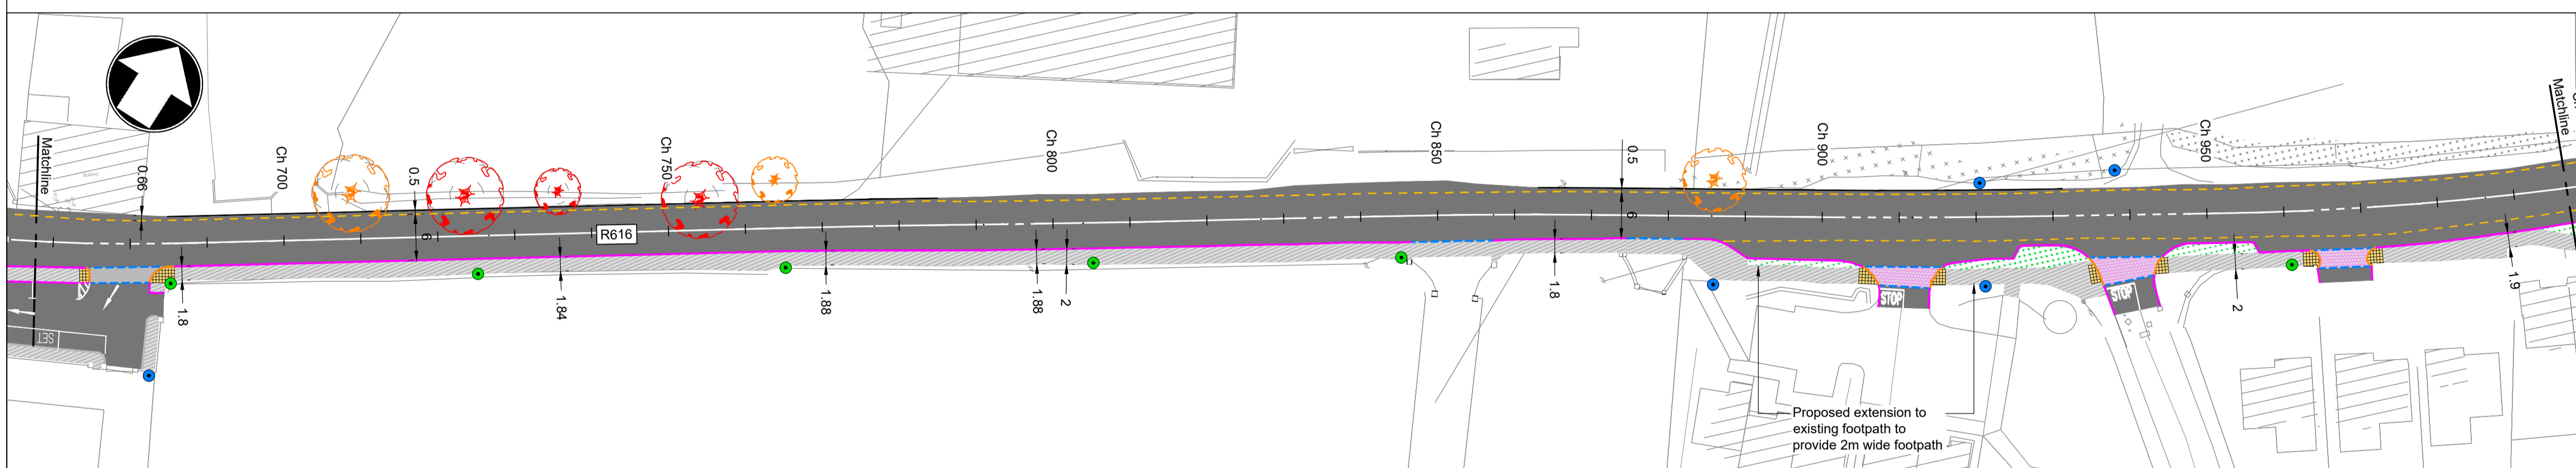 Matchline
0.66
Ch 700
0.5
6
R616
Ch 750
Ch 800
Ch 850
0.5
6
Ch 900
Ch 950
Matchline
1.8
1.84
1.88
1.88
2
1.8
2
1.9
SET
STOP
STOP
Proposed extension to
existing footpath to
provide 2m wide footpath